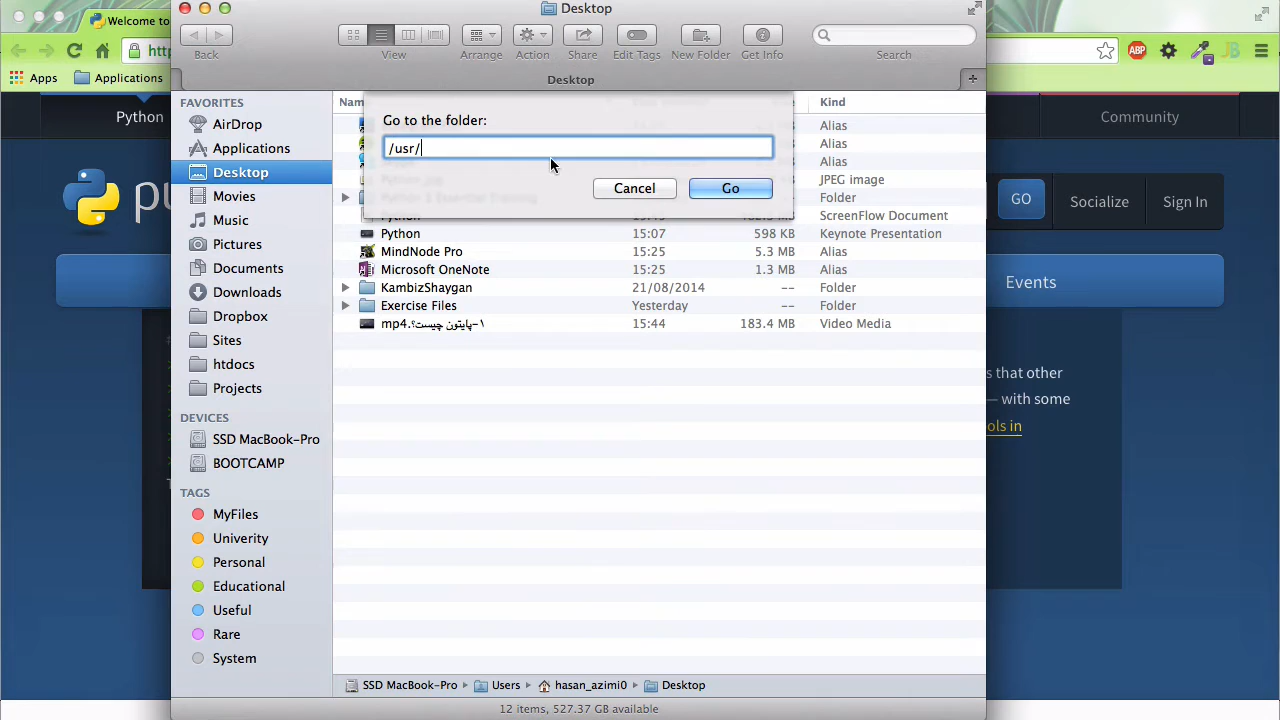 Welcome to
Desktop
Back
View
Arrange
Action
Share
Edit Tags
New Folder
Get Info
Search
http
Apps
Applications
ABP
JB
Desktop
FAVORITES
AirDrop
Applications
Desktop
Movies
Music
Pictures
Documents
Downloads
Dropbox
Sites
htdocs
Projects
DEVICES
SSD MacBook-Pro
BOOTCAMP
TAGS
MyFiles
Univerity
Personal
Educational
Useful
Rare
System
Kind
Go to the folder:
/usr/
Cancel Go
Alias
Alias
Alias
JPEG image
Folder
ScreenFlow Document
Python 15:07 598 KB Keynote Presentation
MindNode Pro 15:25 5.3 MB Alias
Microsoft OneNote 15:25 1.3 MB Alias
KambizShaygan 21/08/2014 -- Folder
Exercise Files Yesterday -- Folder
۱-پایتون چیست؟.mp4 15:44 183.4 MB Video Media
SSD MacBook-Pro Users hasan_azimi0 Desktop
12 items, 527.37 GB available
Python
Community
GO
Socialize
Sign In
Events
s that other
— with some
ols in